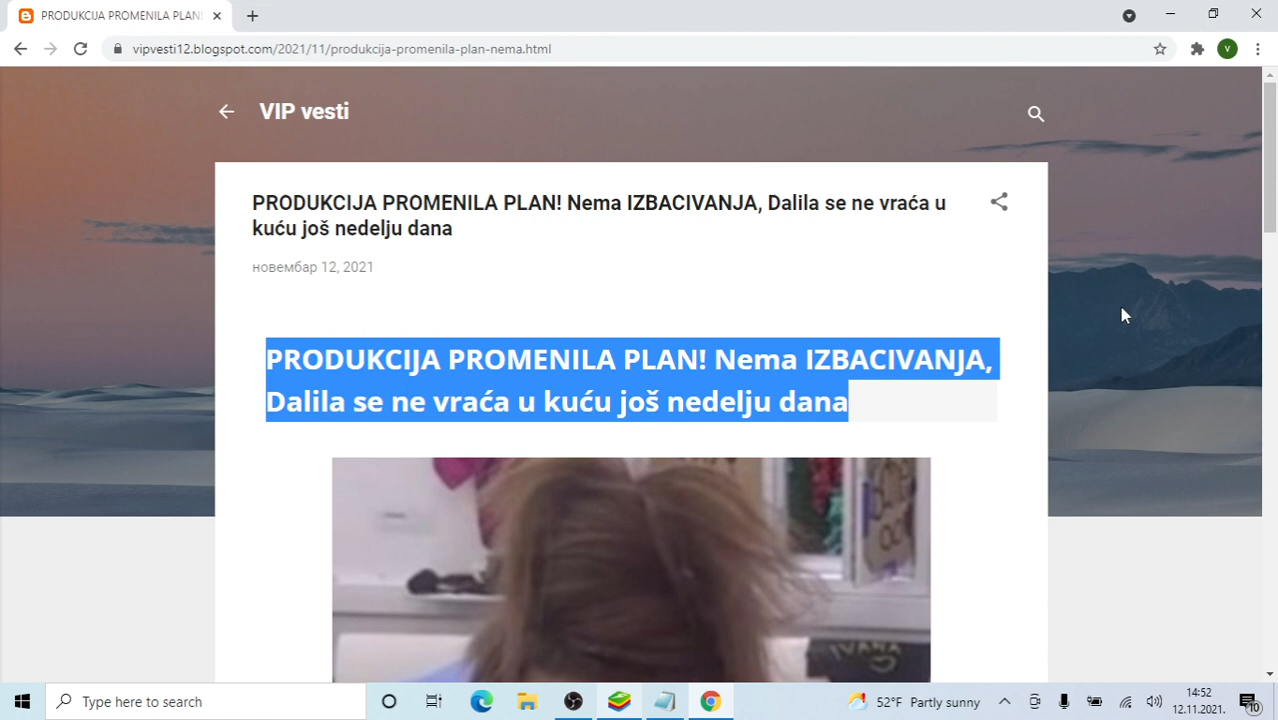 PRODUKCIJA PROMENILA PLAN!
vipvesti12.blogspot.com/2021/11/produkcija-promenila-plan-nema.html
V
VIP vesti
PRODUKCIJA PROMENILA PLAN! Nema IZBACIVANJA, Dalila se ne vraća u
kuću još nedelju dana
новембар 12, 2021
PRODUKCIJA PROMENILA PLAN! Nema IZBACIVANJA,
Dalila se ne vraća u kuću još nedelju dana
IVANA
Type here to search
52°F Partly sunny
14:52
12.11.2021.
10